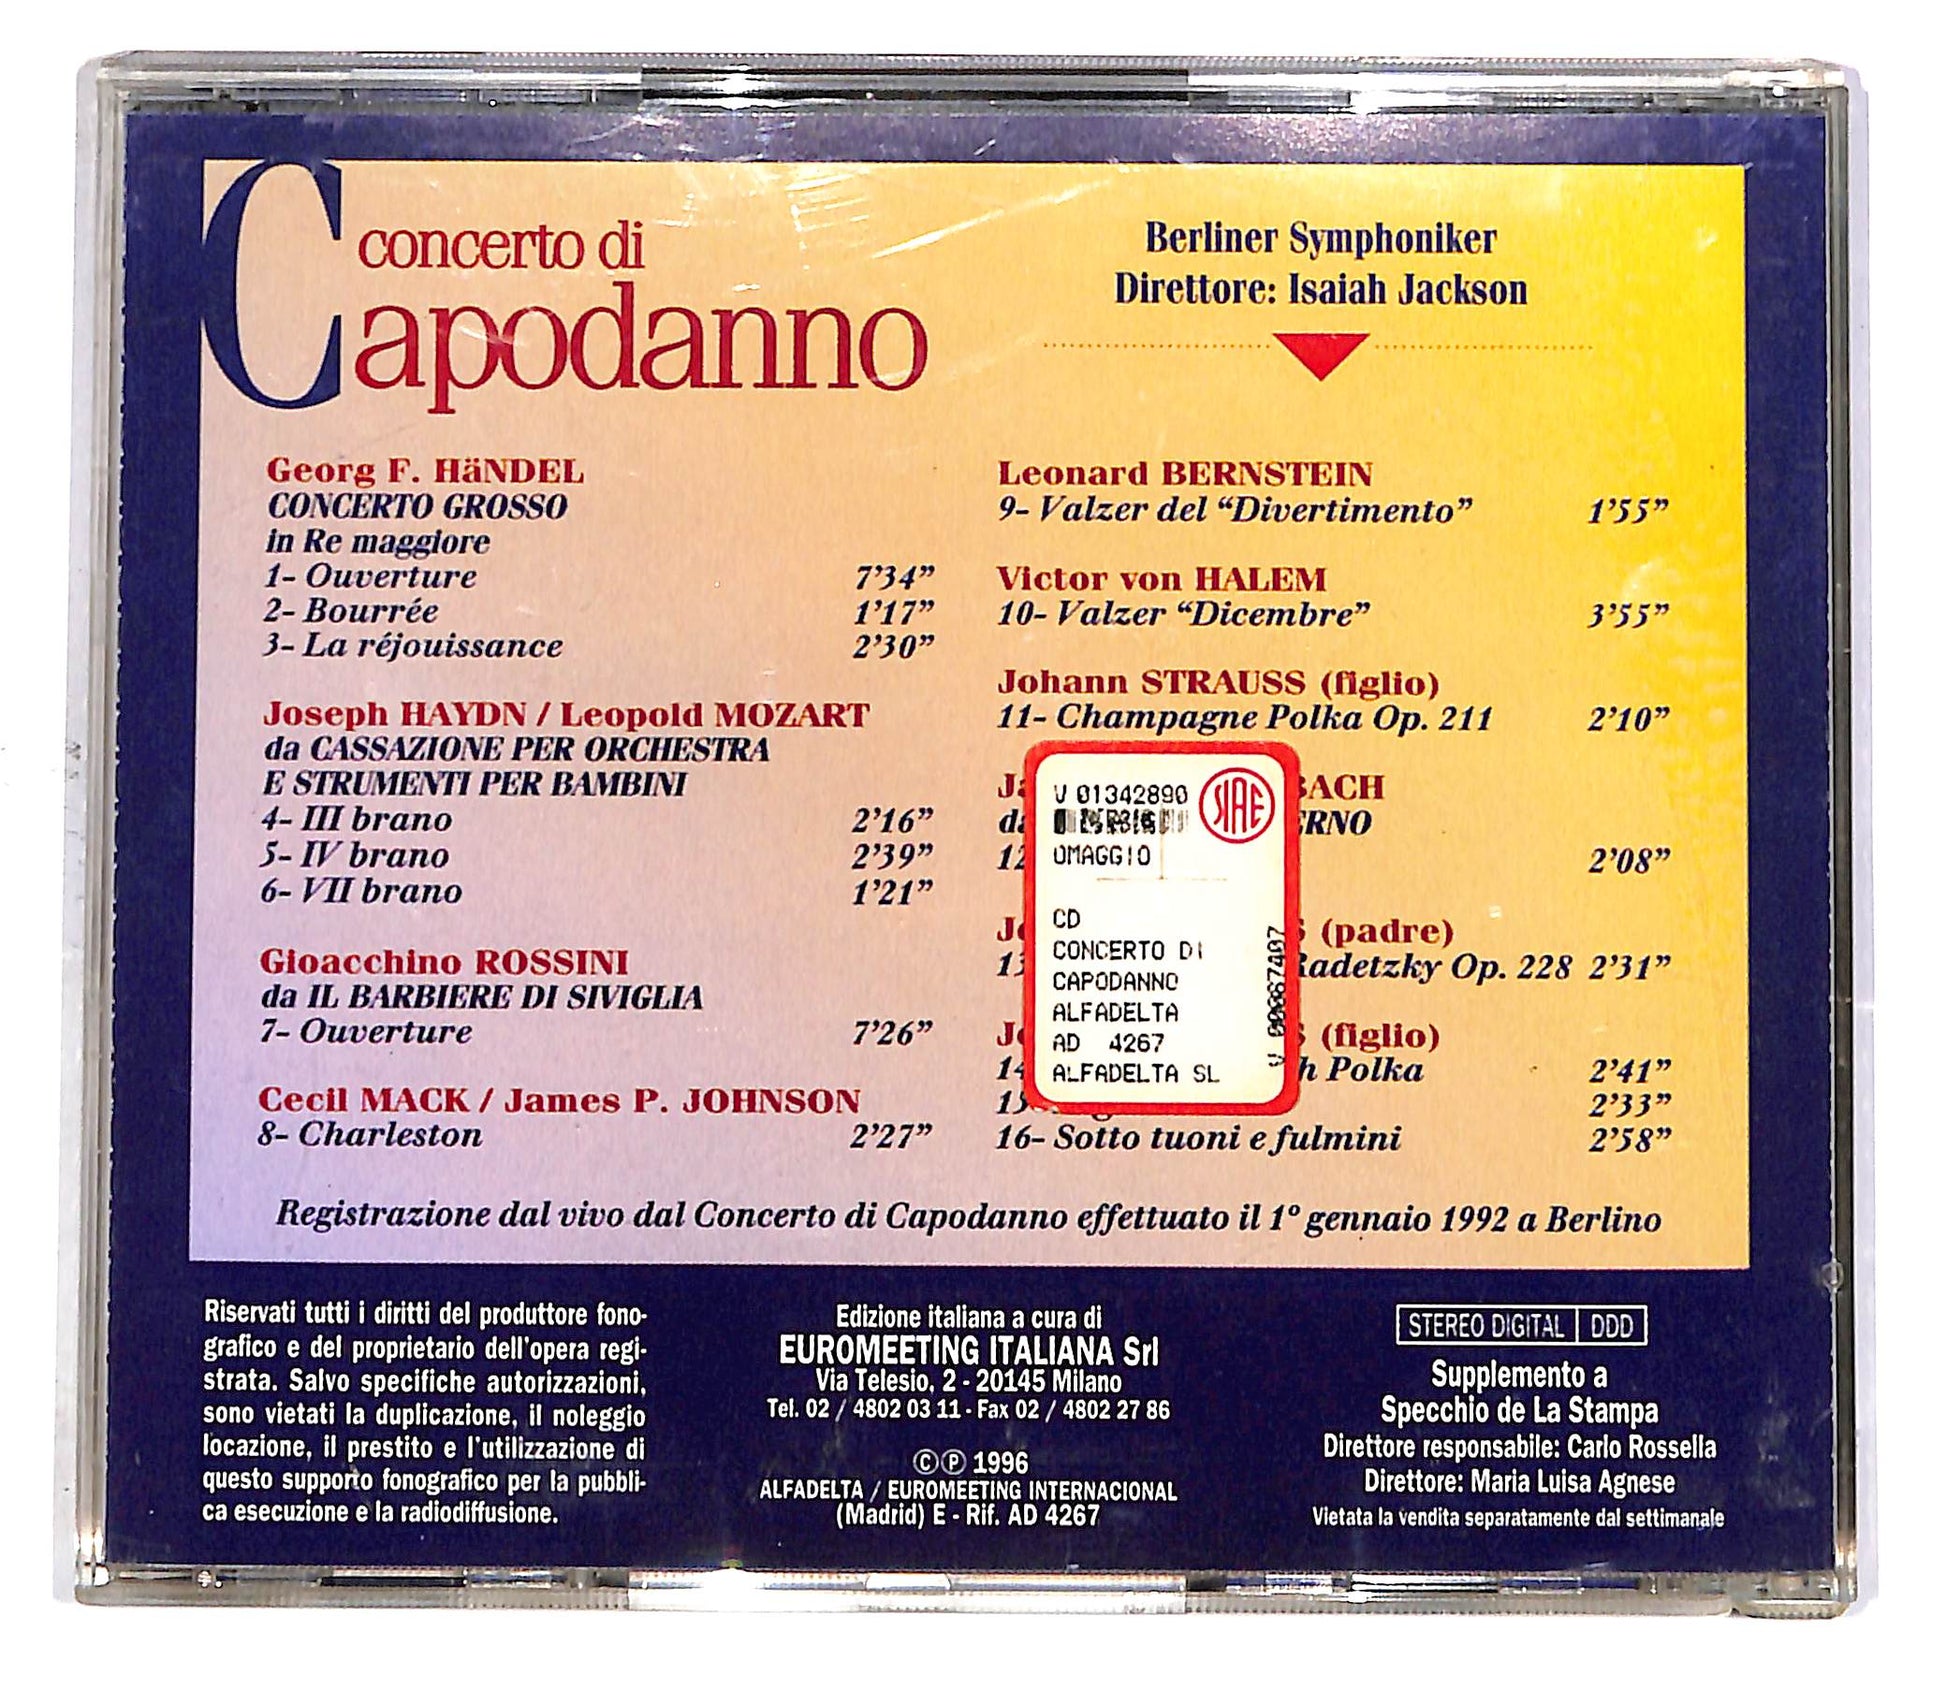 Concerto di
Capodanno
Berliner Symphoniker
Direttore: Isaiah Jackson
Georg F. HäNDEL
CONCERTO GROSSO
in Re maggiore
1- Ouverture 7’34”
2- Bourrée 1’17”
3- La réjouissance 2’30”
Joseph HAYDN / Leopold MOZART
da CASSAZIONE PER ORCHESTRA
E STRUMENTI PER BAMBINI
4- III brano 2’16”
5- IV brano 2’39”
6- VII brano 1’21”
Gioacchino ROSSINI
da IL BARBIERE DI SIVIGLIA
7- Ouverture 7’26”
Cecil MACK / James P. JOHNSON
8- Charleston 2’27”
Leonard BERNSTEIN
9- Valzer del “Divertimento” 1’55”
Victor von HALEM
10- Valzer “Dicembre” 3’55”
Johann STRAUSS (figlio)
11- Champagne Polka Op. 211 2’10”
2’08”
(padre)
Radetzky Op. 228 2’31”
(figlio)
Polka 2’41”
2’33”
16- Sotto tuoni e fulmini 2’58”
V 01342890
SIAE
OMAGGIO
CD
CONCERTO DI
CAPODANNO
ALFADELTA
AD 4267
ALFADELTA SL
Registrazione dal vivo dal Concerto di Capodanno effettuato il 1° gennaio 1992 a Berlino
Riservati tutti i diritti del produttore fono-
grafico e del proprietario dell'opera regi-
strata. Salvo specifiche autorizzazioni,
sono vietati la duplicazione, il noleggio
locazione, il prestito e l'utilizzazione di
questo supporto fonografico per la pubbli-
ca esecuzione e la radiodiffusione.
Edizione italiana a cura di
EUROMEETING ITALIANA Srl
Via Telesio, 2 - 20145 Milano
Tel. 02 / 4802 03 11 - Fax 02 / 4802 27 86
©℗ 1996
ALFADELTA / EUROMEETING INTERNACIONAL
(Madrid) E - Rif. AD 4267
STEREO DIGITAL DDD
Supplemento a
Specchio de La Stampa
Direttore responsabile: Carlo Rossella
Direttore: Maria Luisa Agnese
Vietata la vendita separatamente dal settimanale